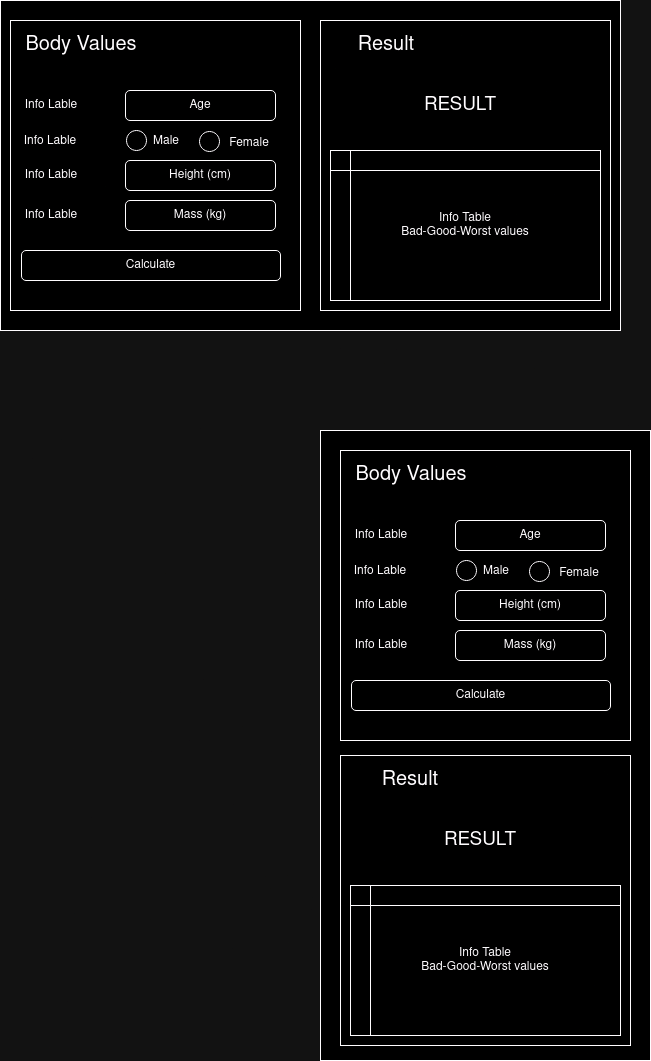 Body Values
Info Lable
Age
Info Lable
Male
Female
Info Lable
Height (cm)
Info Lable
Mass (kg)
Calculate
Result
RESULT
Info Table
Bad-Good-Worst values
Body Values
Info Lable
Age
Info Lable
Male
Female
Info Lable
Height (cm)
Info Lable
Mass (kg)
Calculate
Result
RESULT
Info Table
Bad-Good-Worst values